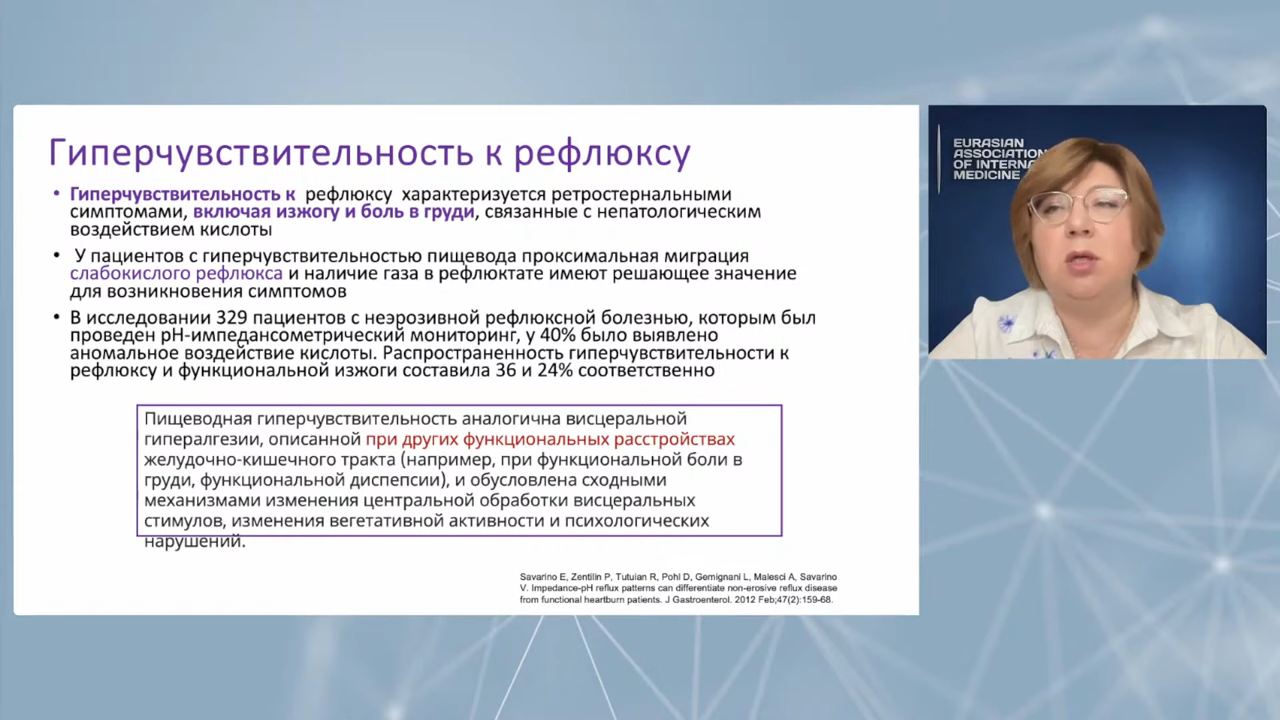 Гиперчувствительность к рефлюксу
• Гиперчувствительность к рефлюксу характеризуется ретростернальными
симптомами, включая изжогу и боль в груди, связанные с непатологическим
воздействием кислоты
• У пациентов с гиперчувствительностью пищевода проксимальная миграция
слабокислого рефлюкса и наличие газа в рефлюктате имеют решающее значение
для возникновения симптомов
• В исследовании 329 пациентов с неэрозивной рефлюксной болезнью, которым был
проведен pH-импедансометрический мониторинг, у 40% было выявлено
аномальное воздействие кислоты. Распространенность гиперчувствительности к
рефлюксу и функциональной изжоги составила 36 и 24% соответственно
Пищеводная гиперчувствительность аналогична висцеральной
гипералгезии, описанной при других функциональных расстройствах
желудочно-кишечного тракта (например, при функциональной боли в
груди, функциональной диспепсии), и обусловлена сходными
механизмами изменения центральной обработки висцеральных
стимулов, изменения вегетативной активности и психологических
нарушений.
Savarino E, Zentilin P, Tutuian R, Pohl D, Gemignani L, Malesci A, Savarino
V. Impedance-pH reflux patterns can differentiate non-erosive reflux disease
from functional heartburn patients. J Gastroenterol. 2012 Feb;47(2):159-68.
EURASIAN
ASSOCIATION
OF INTERNA
MEDICINE